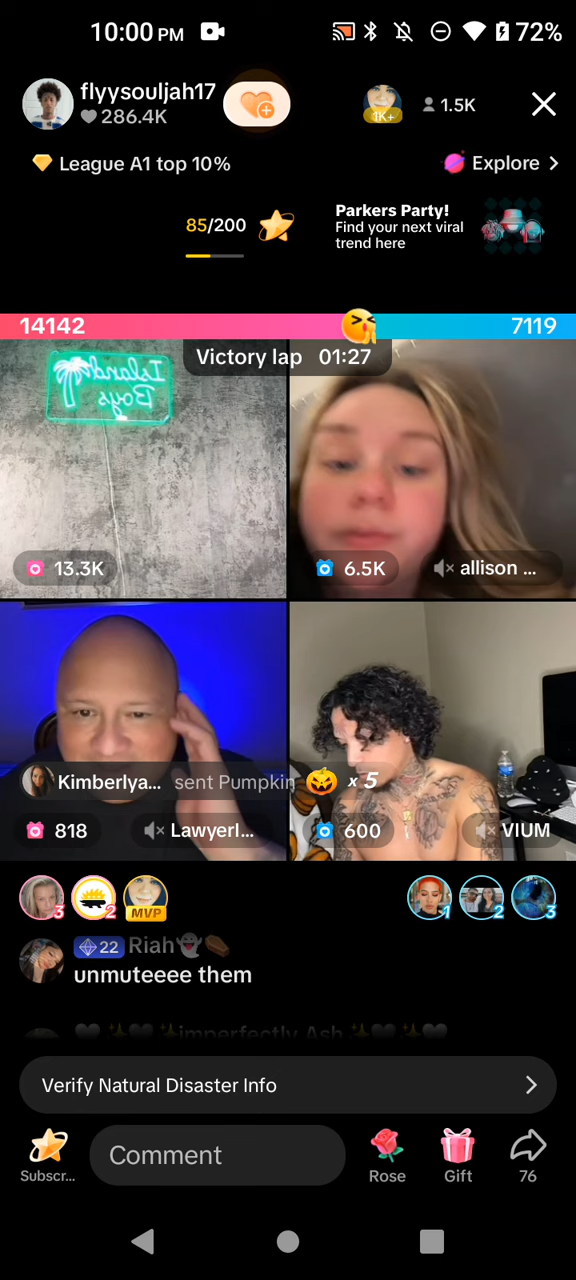 10:00 PM
72%
flyysouljah17
286.4K
1K+
1.5K
League A1 top 10%
Explore
85/200
Parkers Party!
Find your next viral
trend here
14142
7119
Victory lap 01:27
Island
Boys
13.3K
6.5K
allison ...
Kimberlya... sent Pumpkin x 5
818
Lawyerl...
600
VIUM
3
2
MVP
1
2
3
22 Riah👻⚰️
unmuteeee them
🖤 ✨🖤 ✨imperfectly Ash ✨🖤 ✨🖤
Verify Natural Disaster Info
Subscr...
Comment
Rose
Gift
76